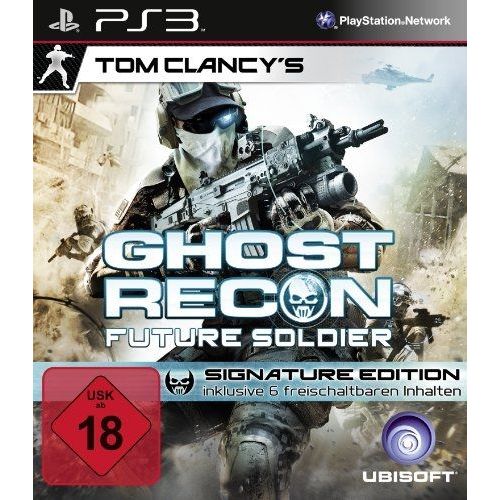 PS3
PlayStation®Network
TOM CLANCY'S
GHOST
RECON
FUTURE SOLDIER
SIGNATURE EDITION
inklusive 6 freischaltbaren Inhalten
USK
ab
18
UBISOFT